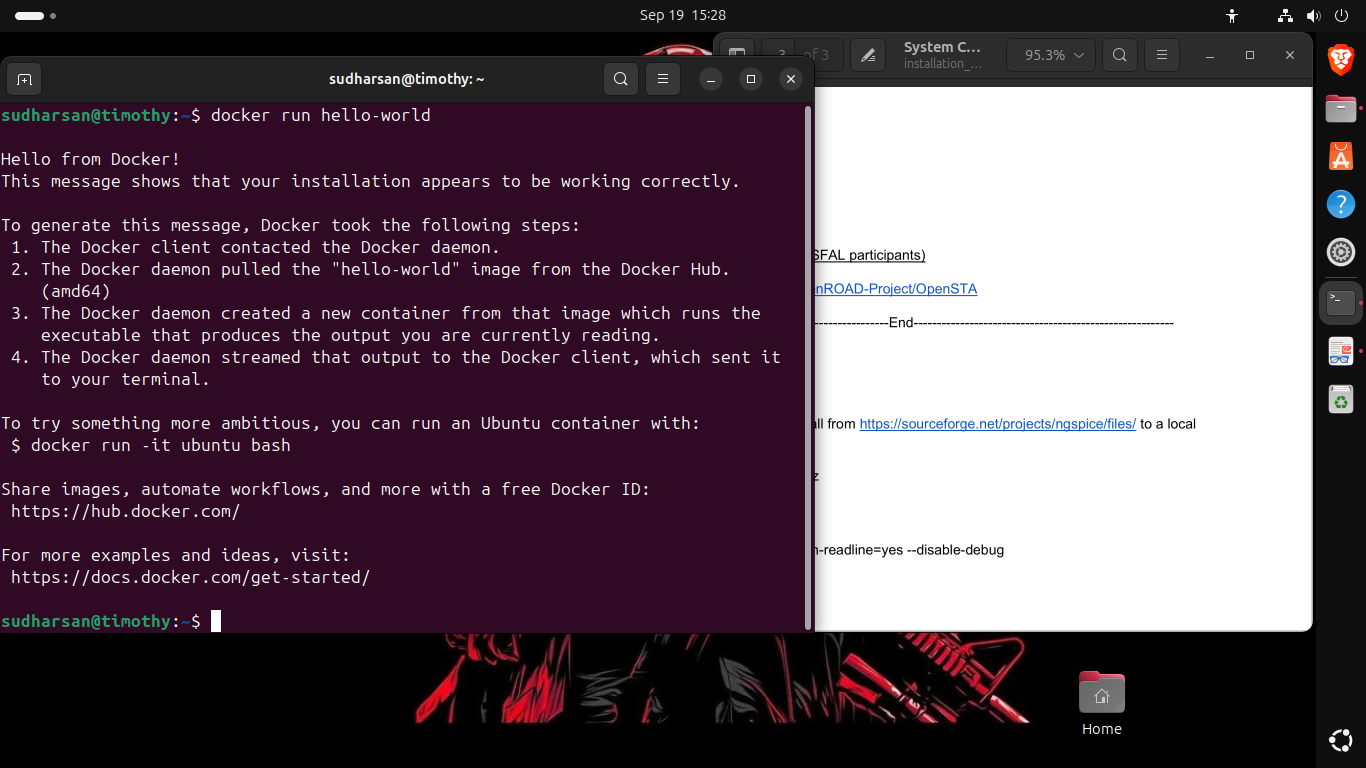 Sep 19 15:28
3 of 3
System C...
installation_...
95.3%
sudharsan@timothy: ~
sudharsan@timothy:~$ docker run hello-world
Hello from Docker!
This message shows that your installation appears to be working correctly.
To generate this message, Docker took the following steps:
1. The Docker client contacted the Docker daemon.
2. The Docker daemon pulled the "hello-world" image from the Docker Hub.
(amd64)
3. The Docker daemon created a new container from that image which runs the
executable that produces the output you are currently reading.
4. The Docker daemon streamed that output to the Docker client, which sent it
to your terminal.
To try something more ambitious, you can run an Ubuntu container with:
$ docker run -it ubuntu bash
Share images, automate workflows, and more with a free Docker ID:
https://hub.docker.com/
For more examples and ideas, visit:
https://docs.docker.com/get-started/
sudharsan@timothy:~$
SFAL participants)
enROAD-Project/OpenSTA
----------------End--------------------------------------------------------
all from https://sourceforge.net/projects/ngspice/files/ to a local
z
h-readline=yes --disable-debug
Home